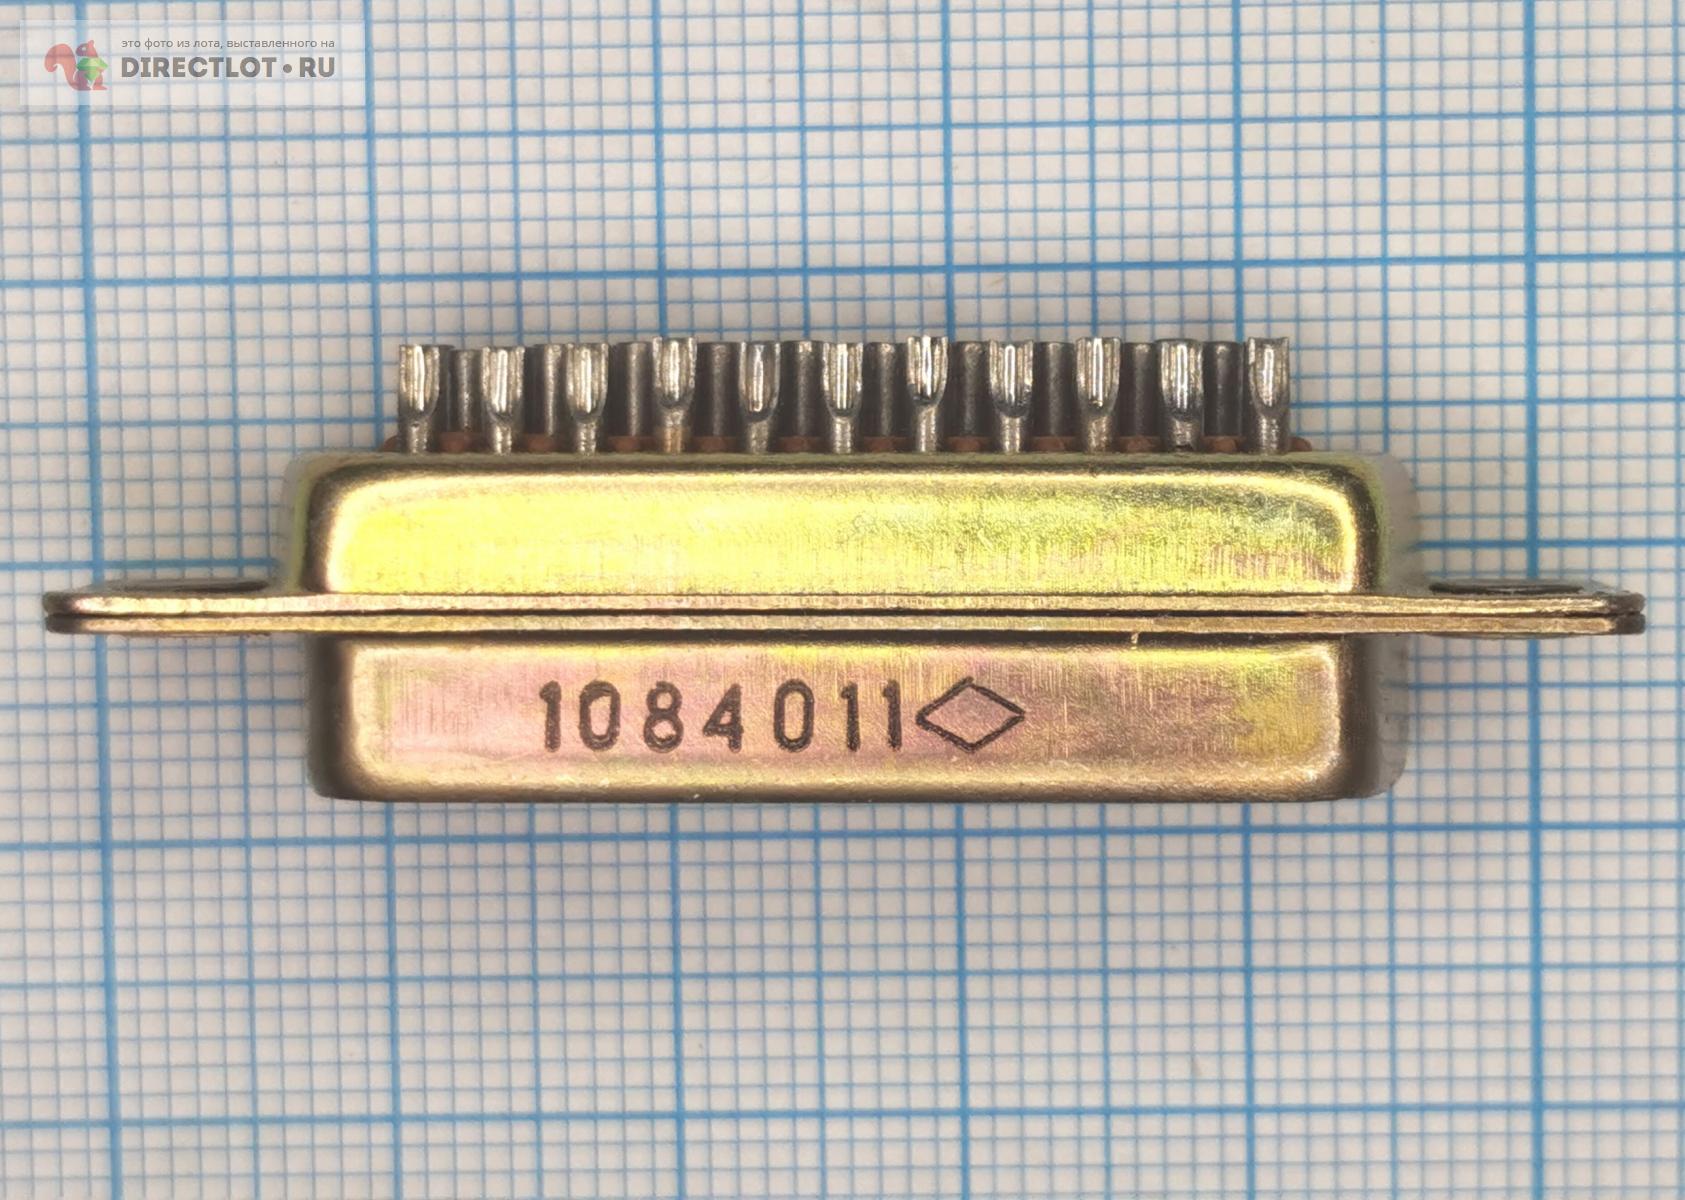 это фото из лота, выставленного на
DIRECTLOT•RU
1084011